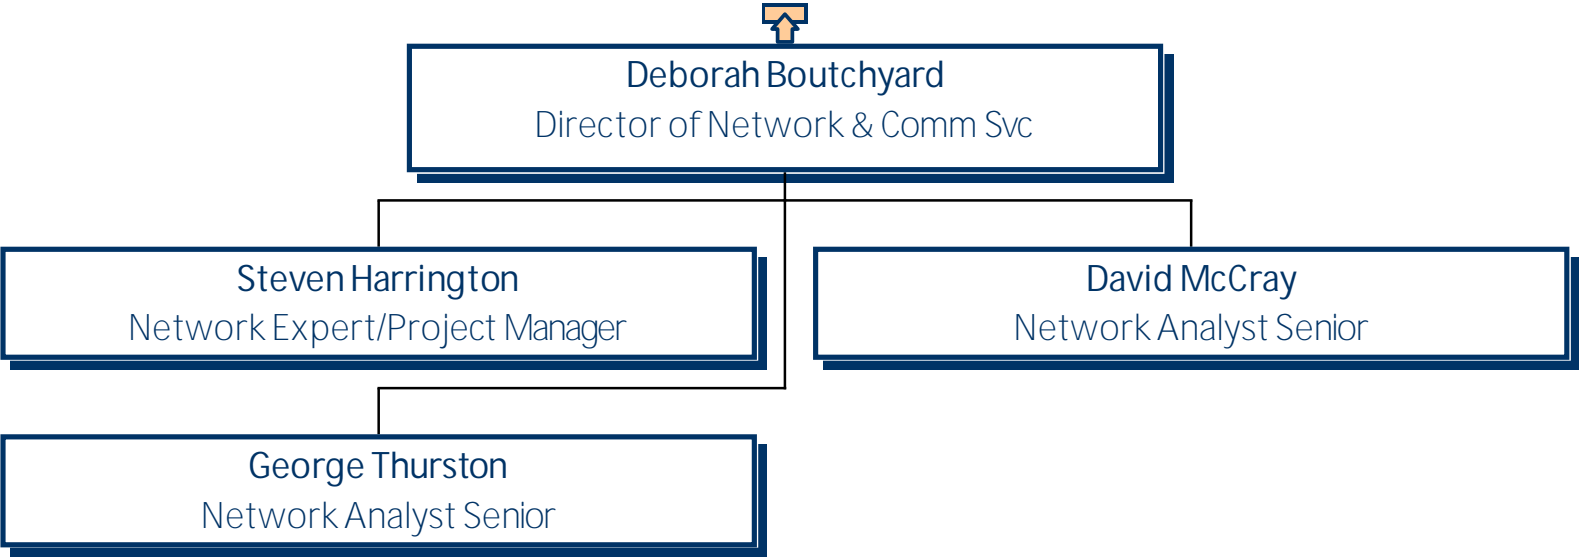 Deborah Boutchyard
Director of Network & Comm Svc
Steven Harrington
Network Expert/Project Manager
David McCray
Network Analyst Senior
George Thurston
Network Analyst Senior